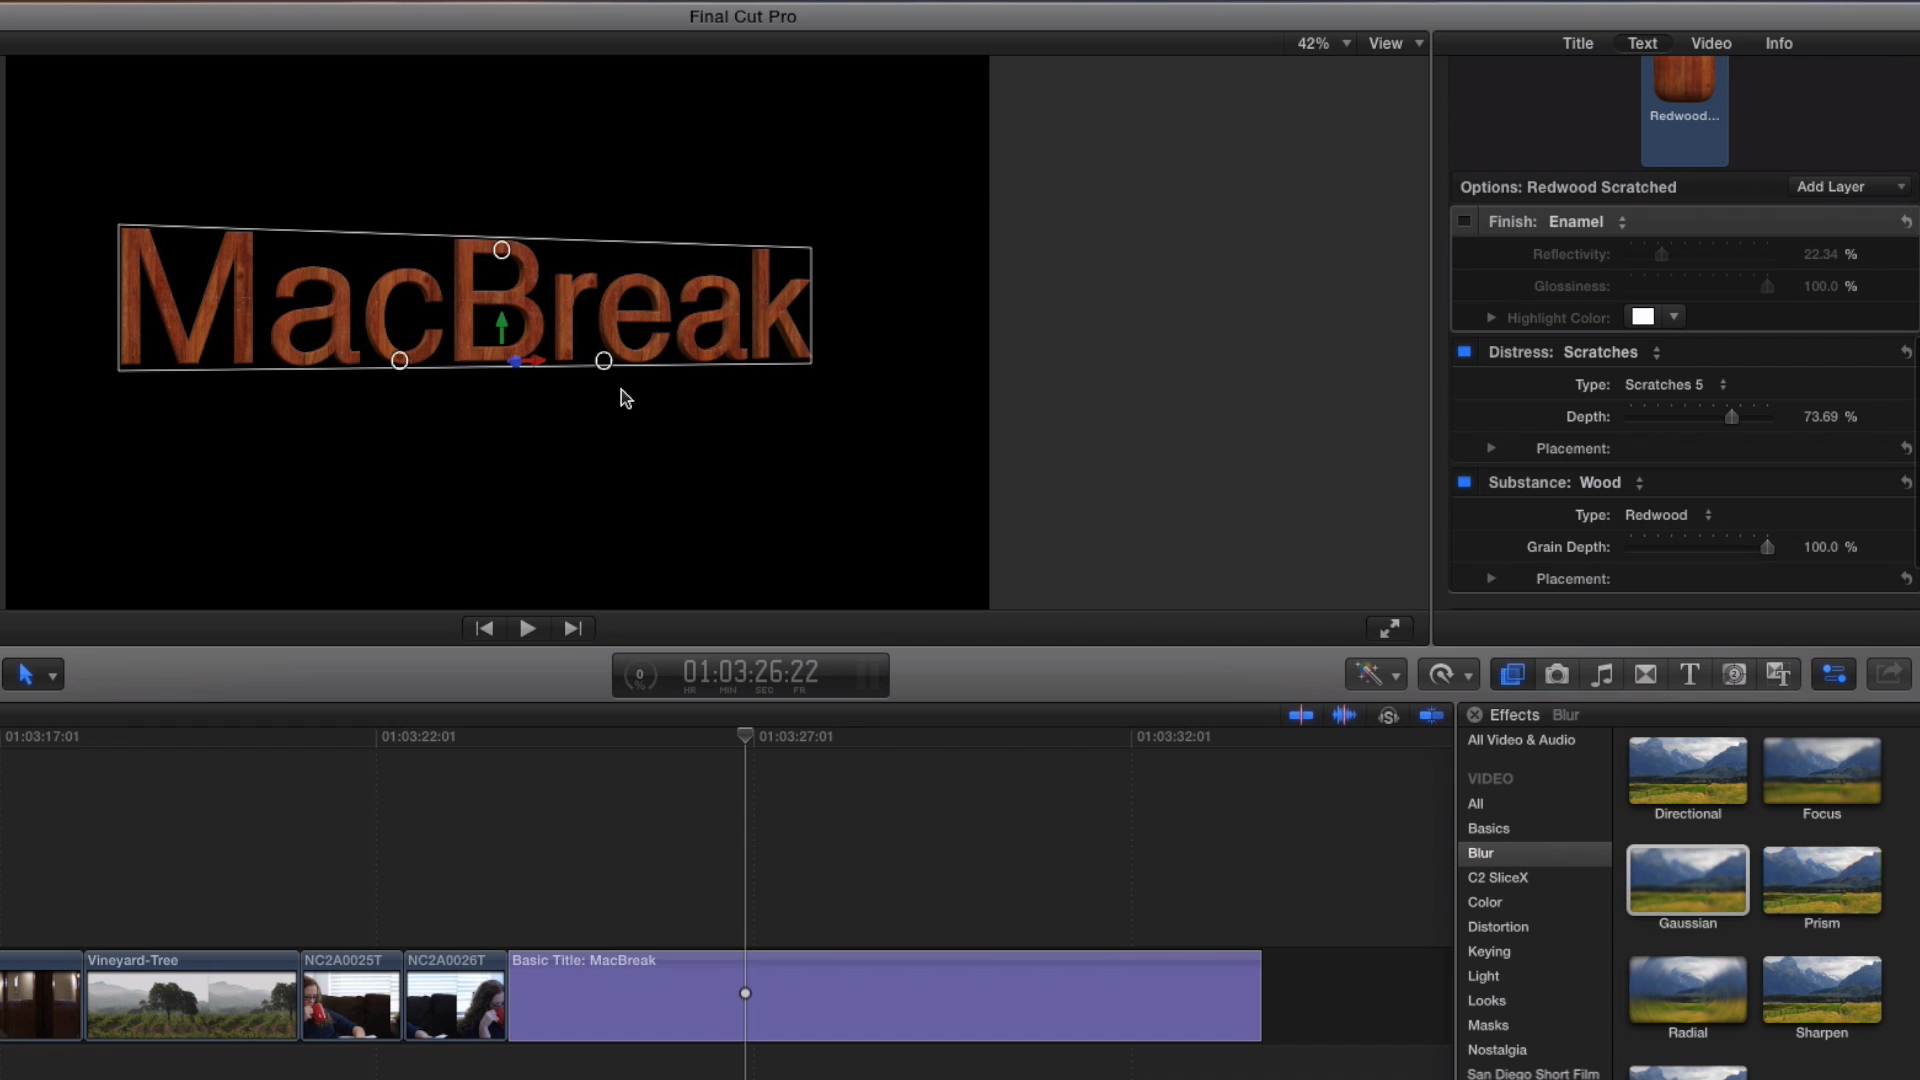 Final Cut Pro
42% View
Title Text Video Info
MacBreak
Redwood...
Options: Redwood Scratched Add Layer
Finish: Enamel
Reflectivity: 22.34 %
Glossiness: 100.0 %
Highlight Color:
Distress: Scratches
Type: Scratches 5
Depth: 73.69 %
Placement:
Substance: Wood
Type: Redwood
Grain Depth: 100.0 %
Placement:
0 % 01:03:26:22
HR MIN SEC FR
01:03:17:01 01:03:22:01 01:03:27:01 01:03:32:01
Vineyard-Tree NC2A0025T NC2A0026T Basic Title: MacBreak
Effects Blur
All Video & Audio
VIDEO
All
Basics
Blur
C2 SliceX
Color
Distortion
Keying
Light
Looks
Masks
Nostalgia
San Diego Short Film
Directional Focus
Gaussian Prism
Radial Sharpen